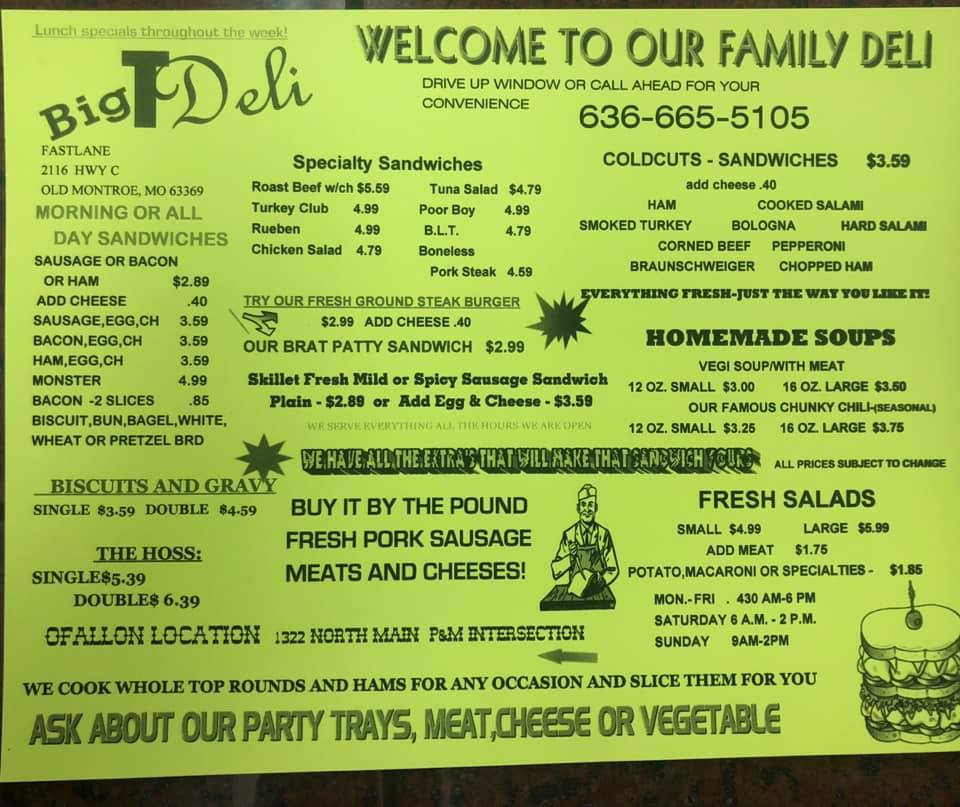 Lunch specials throughout the week!
Big T Deli
WELCOME TO OUR FAMILY DELI
DRIVE UP WINDOW OR CALL AHEAD FOR YOUR
CONVENIENCE
636-665-5105
FASTLANE
2116 HWY C
OLD MONTROE, MO 63369
MORNING OR ALL
DAY SANDWICHES
SAUSAGE OR BACON
OR HAM $2.89
ADD CHEESE .40
SAUSAGE,EGG,CH 3.59
BACON,EGG,CH 3.59
HAM,EGG,CH 3.59
MONSTER 4.99
BACON -2 SLICES .85
BISCUIT,BUN,BAGEL,WHITE,
WHEAT OR PRETZEL BRD
BISCUITS AND GRAVY
SINGLE $3.59 DOUBLE $4.59
THE HOSS:
SINGLE$5.39
DOUBLE$ 6.39
Specialty Sandwiches
Roast Beef w/ch $5.59 Tuna Salad $4.79
Turkey Club 4.99 Poor Boy 4.99
Rueben 4.99 B.L.T. 4.79
Chicken Salad 4.79 Boneless
Pork Steak 4.59
TRY OUR FRESH GROUND STEAK BURGER
$2.99 ADD CHEESE .40
OUR BRAT PATTY SANDWICH $2.99
Skillet Fresh Mild or Spicy Sausage Sandwich
Plain - $2.89 or Add Egg & Cheese - $3.59
WE SERVE EVERYTHING ALL THE HOURS WE ARE OPEN
WE HAVE ALL THE EXTRA'S THAT WILL MAKE THAT SANDWICH YOURS
BUY IT BY THE POUND
FRESH PORK SAUSAGE
MEATS AND CHEESES!
COLDCUTS - SANDWICHES $3.59
add cheese .40
HAM COOKED SALAMI
SMOKED TURKEY BOLOGNA HARD SALAMI
CORNED BEEF PEPPERONI
BRAUNSCHWEIGER CHOPPED HAM
EVERYTHING FRESH-JUST THE WAY YOU LIKE IT!
HOMEMADE SOUPS
VEGI SOUP/WITH MEAT
12 OZ. SMALL $3.00 16 OZ. LARGE $3.50
OUR FAMOUS CHUNKY CHILI-(SEASONAL)
12 OZ. SMALL $3.25 16 OZ. LARGE $3.75
ALL PRICES SUBJECT TO CHANGE
FRESH SALADS
SMALL $4.99 LARGE $5.99
ADD MEAT $1.75
POTATO,MACARONI OR SPECIALTIES - $1.85
MON.- FRI . 430 AM-6 PM
SATURDAY 6 A.M. - 2 P.M.
SUNDAY 9AM-2PM
OFALLON LOCATION 1322 NORTH MAIN P&M INTERSECTION
WE COOK WHOLE TOP ROUNDS AND HAMS FOR ANY OCCASION AND SLICE THEM FOR YOU
ASK ABOUT OUR PARTY TRAYS, MEAT,CHEESE OR VEGETABLE